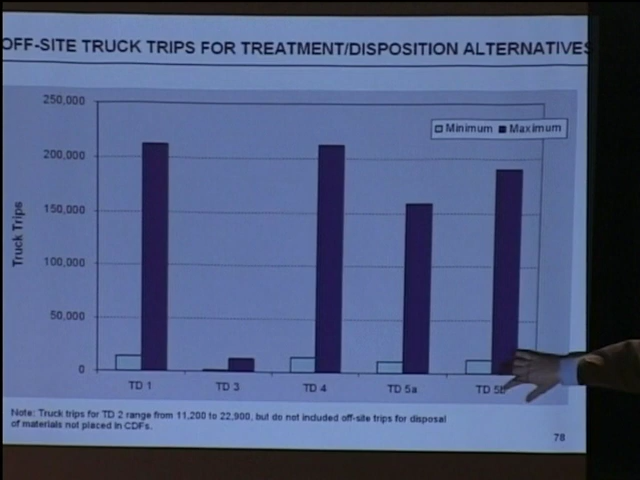 OFF-SITE TRUCK TRIPS FOR TREATMENT/DISPOSITION ALTERNATIVES
250,000
Minimum Maximum
200,000
150,000
Truck Trips
100,000
50,000
0
TD 1 TD 3 TD 4 TD 5a TD 5b
Note: Truck trips for TD 2 range from 11,200 to 22,900, but do not included off-site trips for disposal
of materials not placed in CDFs.
78